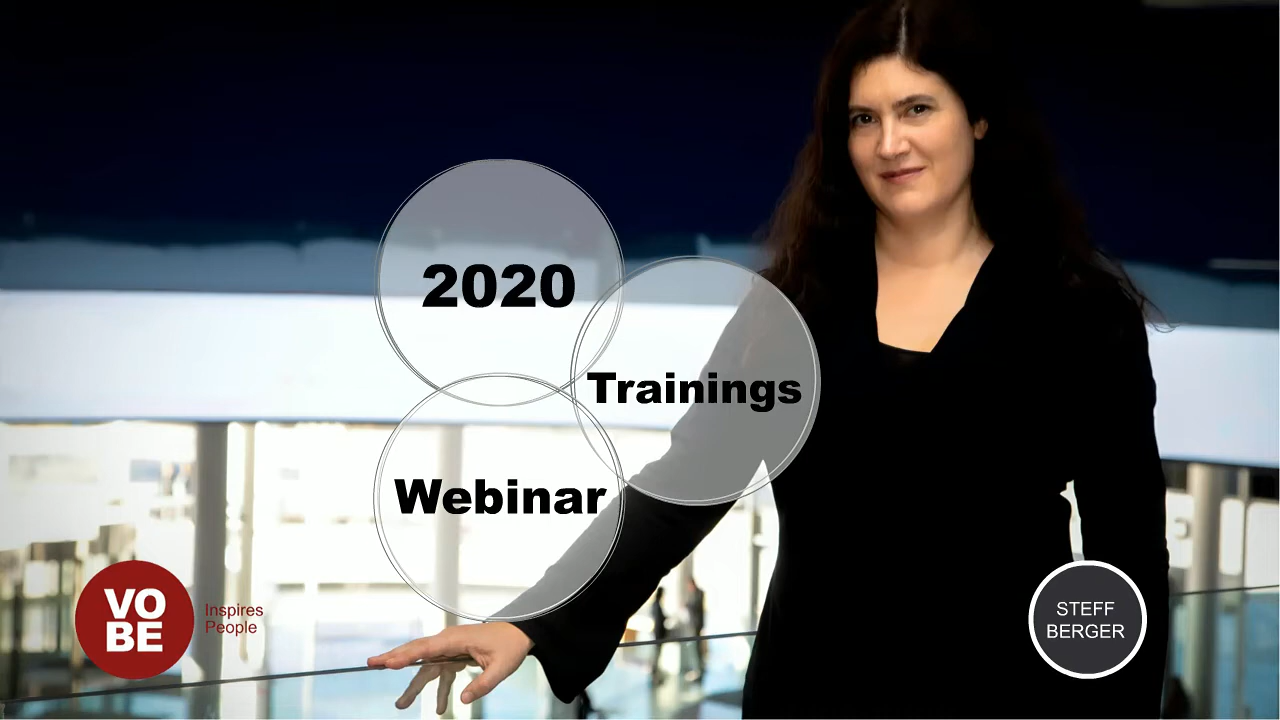 2020
Trainings
Webinar
VO
BE
Inspires
People
STEFF
BERGER